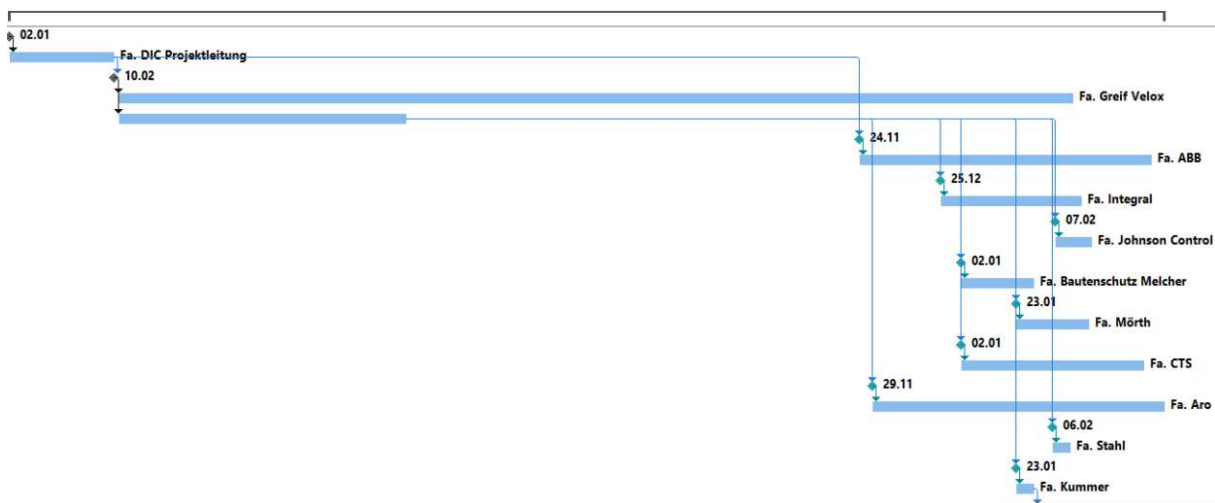 02.01
Fa. DIC Projektleitung
10.02
Fa. Greif Velox
24.11
Fa. ABB
25.12
Fa. Integral
07.02
Fa. Johnson Control
02.01
Fa. Bautenschutz Melcher
23.01
Fa. Mörth
02.01
Fa. CTS
29.11
Fa. Aro
06.02
Fa. Stahl
23.01
Fa. Kummer